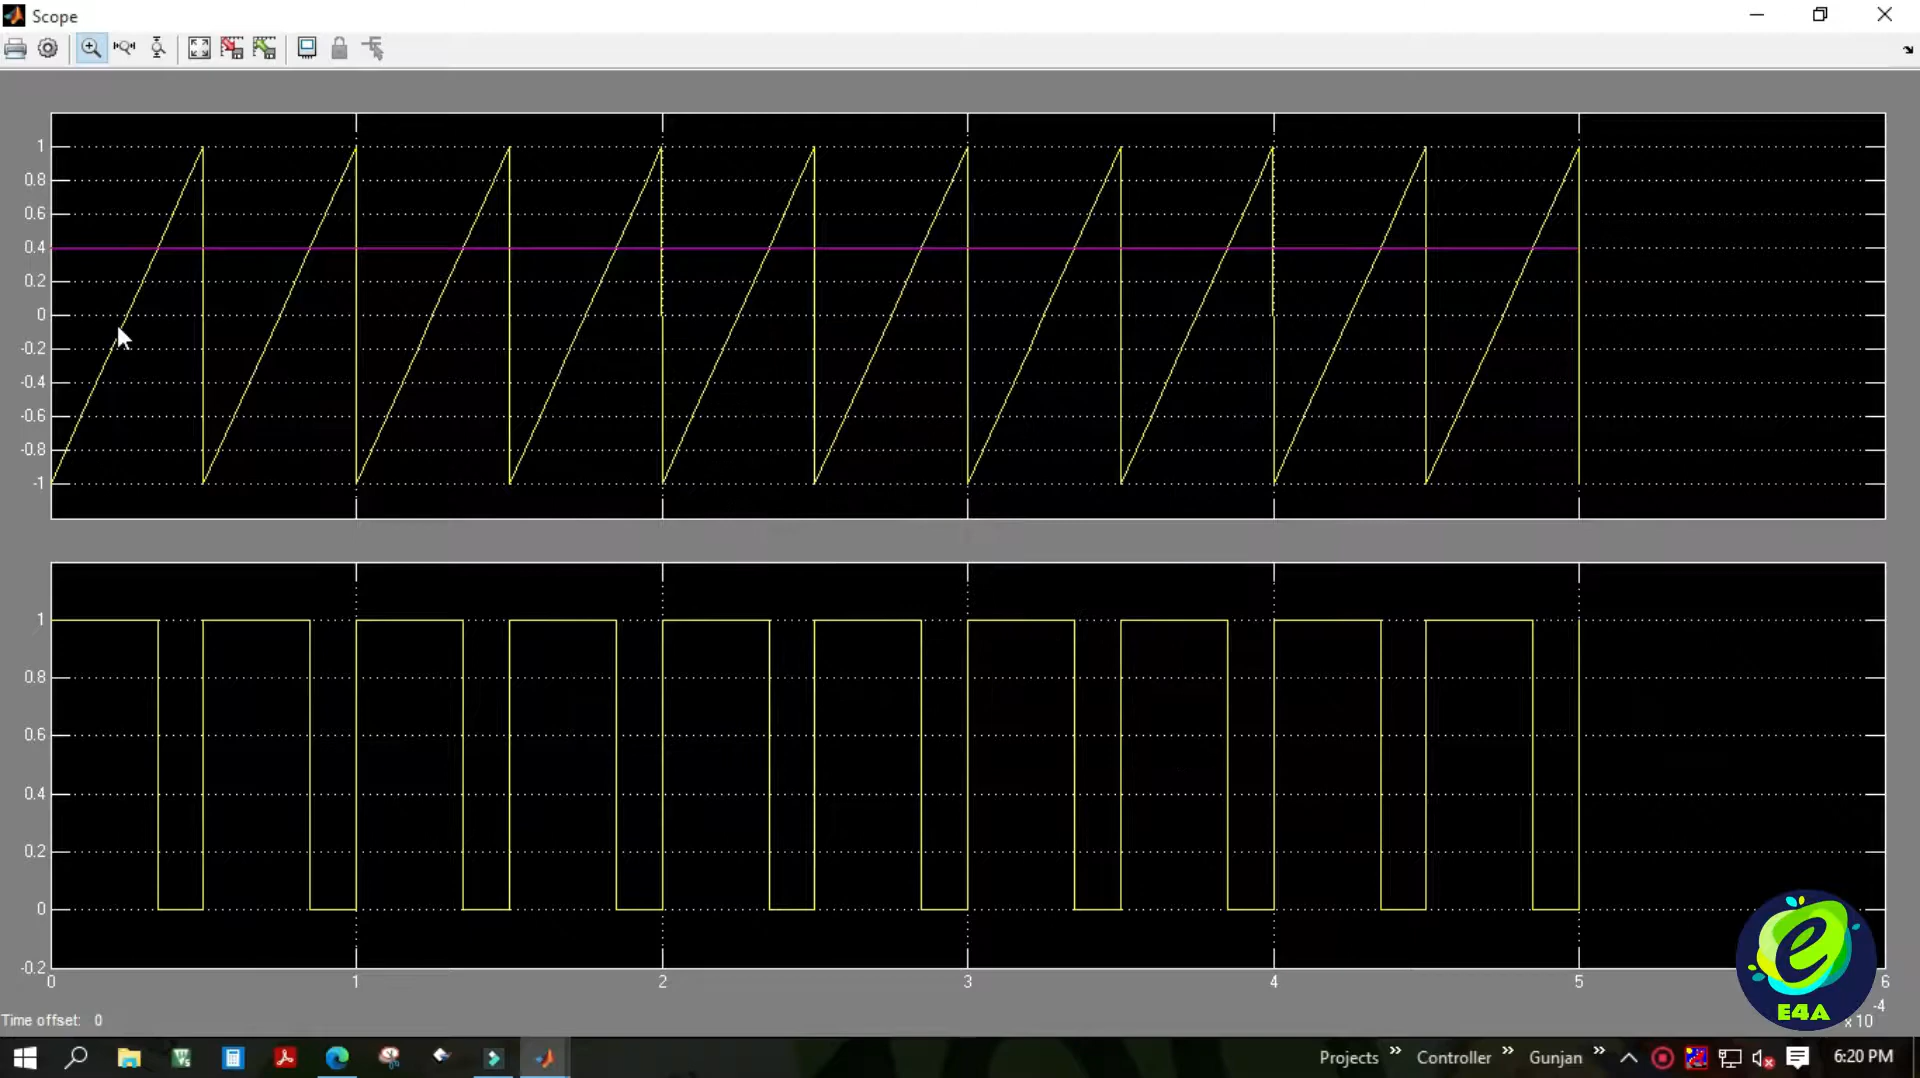 Scope
1
0.8
0.6
0.4
0.2
0
-0.2
-0.4
-0.6
-0.8
-1
1
0.8
0.6
0.4
0.2
0
-0.2
0 1 2 3 4 5 6
x 10 -4
Time offset: 0
e
E4A
Projects » Controller » Gunjan » 6:20 PM